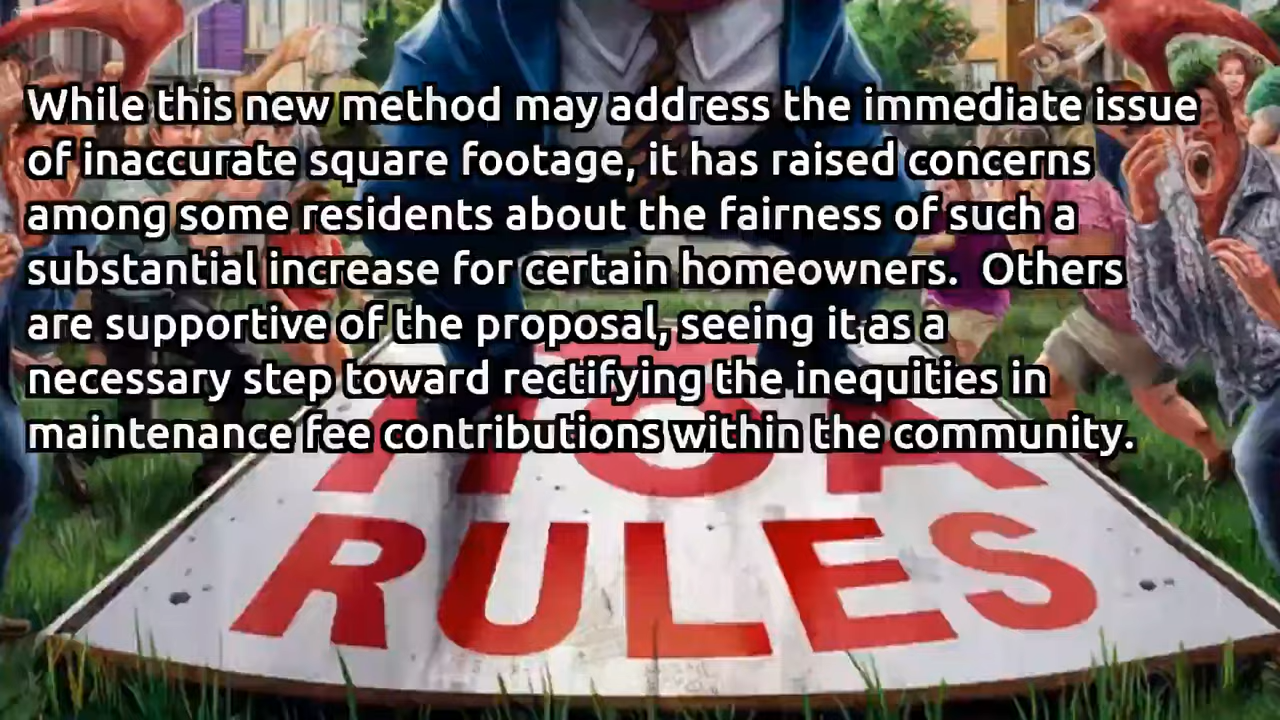 While this new method may address the immediate issue
of inaccurate square footage, it has raised concerns
among some residents about the fairness of such a
substantial increase for certain homeowners.  Others
are supportive of the proposal, seeing it as a
necessary step toward rectifying the inequities in
maintenance fee contributions within the community.
HOA
RULES